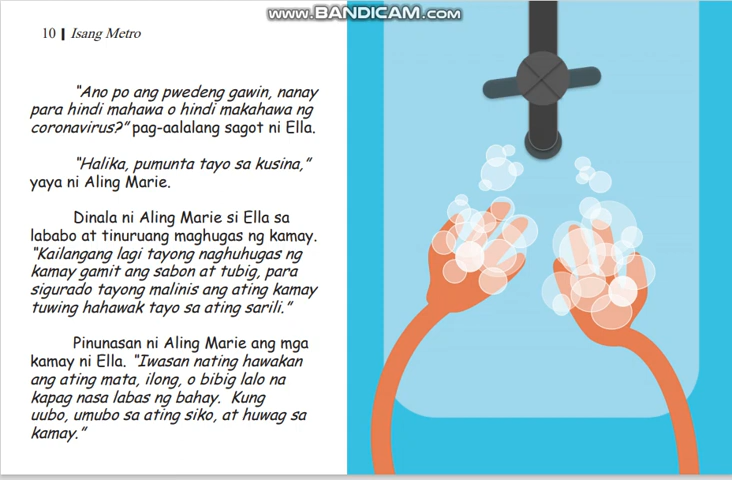 www.BANDICAM.com
10 | Isang Metro
“Ano po ang pwedeng gawin, nanay
para hindi mahawa o hindi makahawa ng
coronavirus?” pag-aalalang sagot ni Ella.
“Halika, pumunta tayo sa kusina,”
yaya ni Aling Marie.
Dinala ni Aling Marie si Ella sa
lababo at tinuruang maghugas ng kamay.
“Kailangang lagi tayong naghuhugas ng
kamay gamit ang sabon at tubig, para
sigurado tayong malinis ang ating kamay
tuwing hahawak tayo sa ating sarili.”
Pinunasan ni Aling Marie ang mga
kamay ni Ella. “Iwasan nating hawakan
ang ating mata, ilong, o bibig lalo na
kapag nasa labas ng bahay. Kung
uubo, umubo sa ating siko, at huwag sa
kamay.”